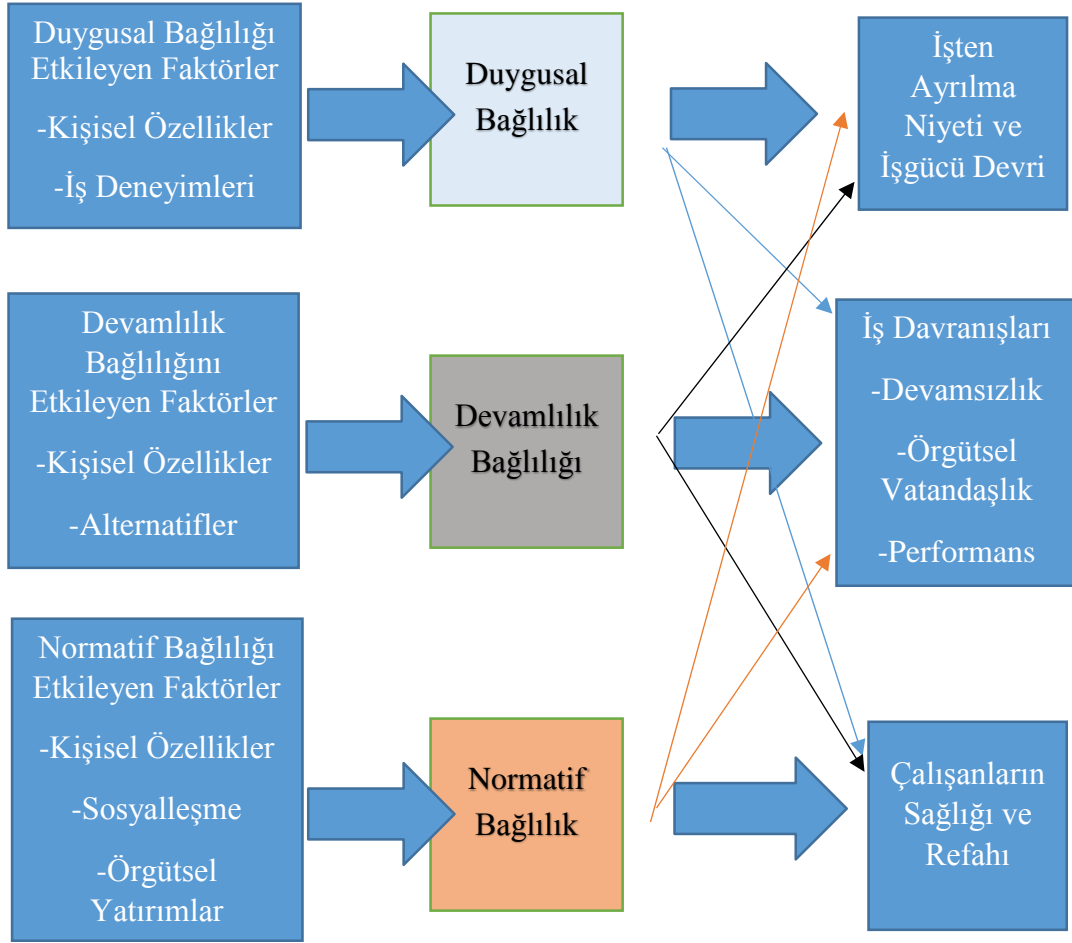 Duygusal Bağlılığı
Etkileyen Faktörler
-Kişisel Özellikler
-İş Deneyimleri
Duygusal
Bağlılık
İşten
Ayrılma
Niyeti ve
İşgücü Devri
Devamlılık
Bağlılığını
Etkileyen Faktörler
-Kişisel Özellikler
-Alternatifler
Devamlılık
Bağlılığı
İş Davranışları
-Devamsızlık
-Örgütsel
Vatandaşlık
-Performans
Normatif Bağlılığı
Etkileyen Faktörler
-Kişisel Özellikler
-Sosyalleşme
-Örgütsel
Yatırımlar
Normatif
Bağlılık
Çalışanların
Sağlığı ve
Refahı